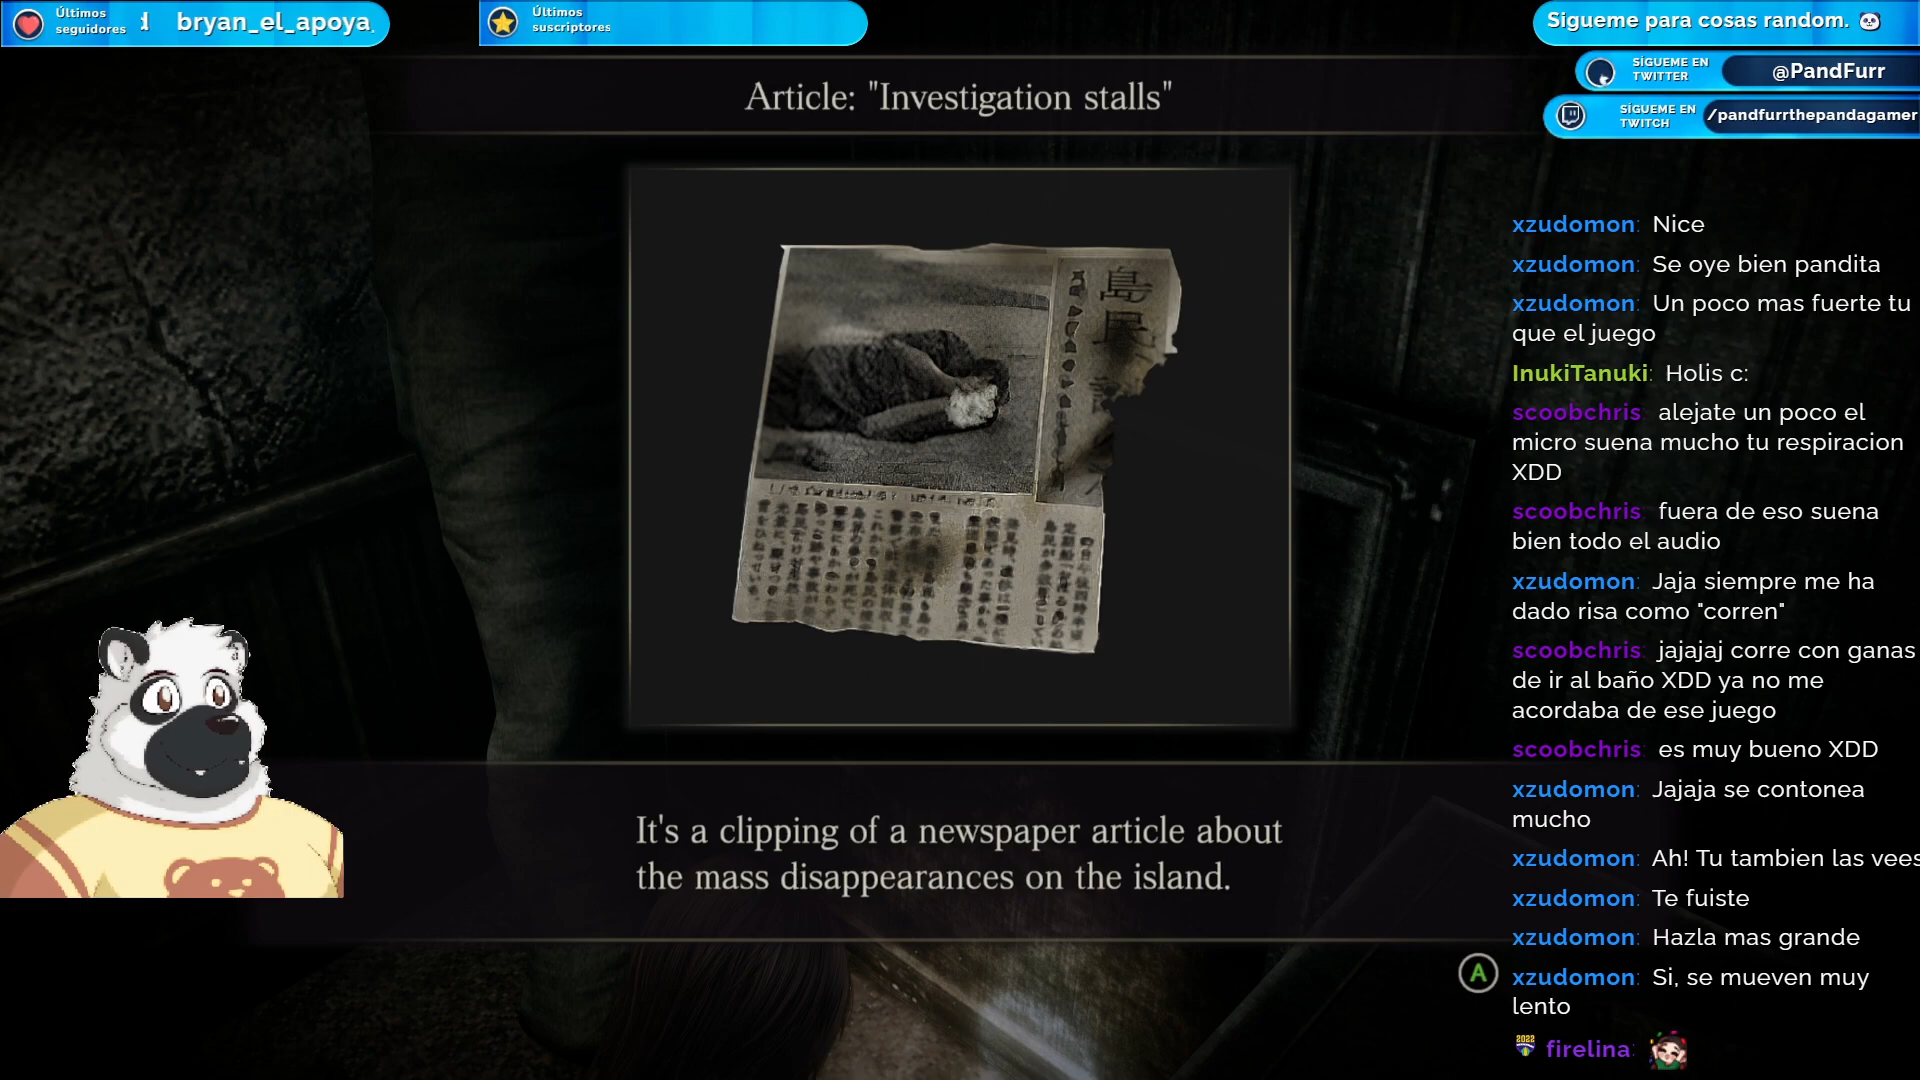 Últimos
seguidores
bryan_el_apoya
Últimos
suscriptores
Sigueme para cosas random. 🐼
SÍGUEME EN
TWITTER
@PandFurr
SÍGUEME EN
TWITCH
/pandfurrthepandagamer
Article: "Investigation stalls"
島民
It's a clipping of a newspaper article about
the mass disappearances on the island.
A
xzudomon: Nice
xzudomon: Se oye bien pandita
xzudomon: Un poco mas fuerte tu
que el juego
InukiTanuki: Holis c:
scoobchris: alejate un poco el
micro suena mucho tu respiracion
XDD
scoobchris: fuera de eso suena
bien todo el audio
xzudomon: Jaja siempre me ha
dado risa como "corren"
scoobchris: jajajaj corre con ganas
de ir al baño XDD ya no me
acordaba de ese juego
scoobchris: es muy bueno XDD
xzudomon: Jajaja se contonea
mucho
xzudomon: Ah! Tu tambien las vees
xzudomon: Te fuiste
xzudomon: Hazla mas grande
xzudomon: Si, se mueven muy
lento
2022
firelina: